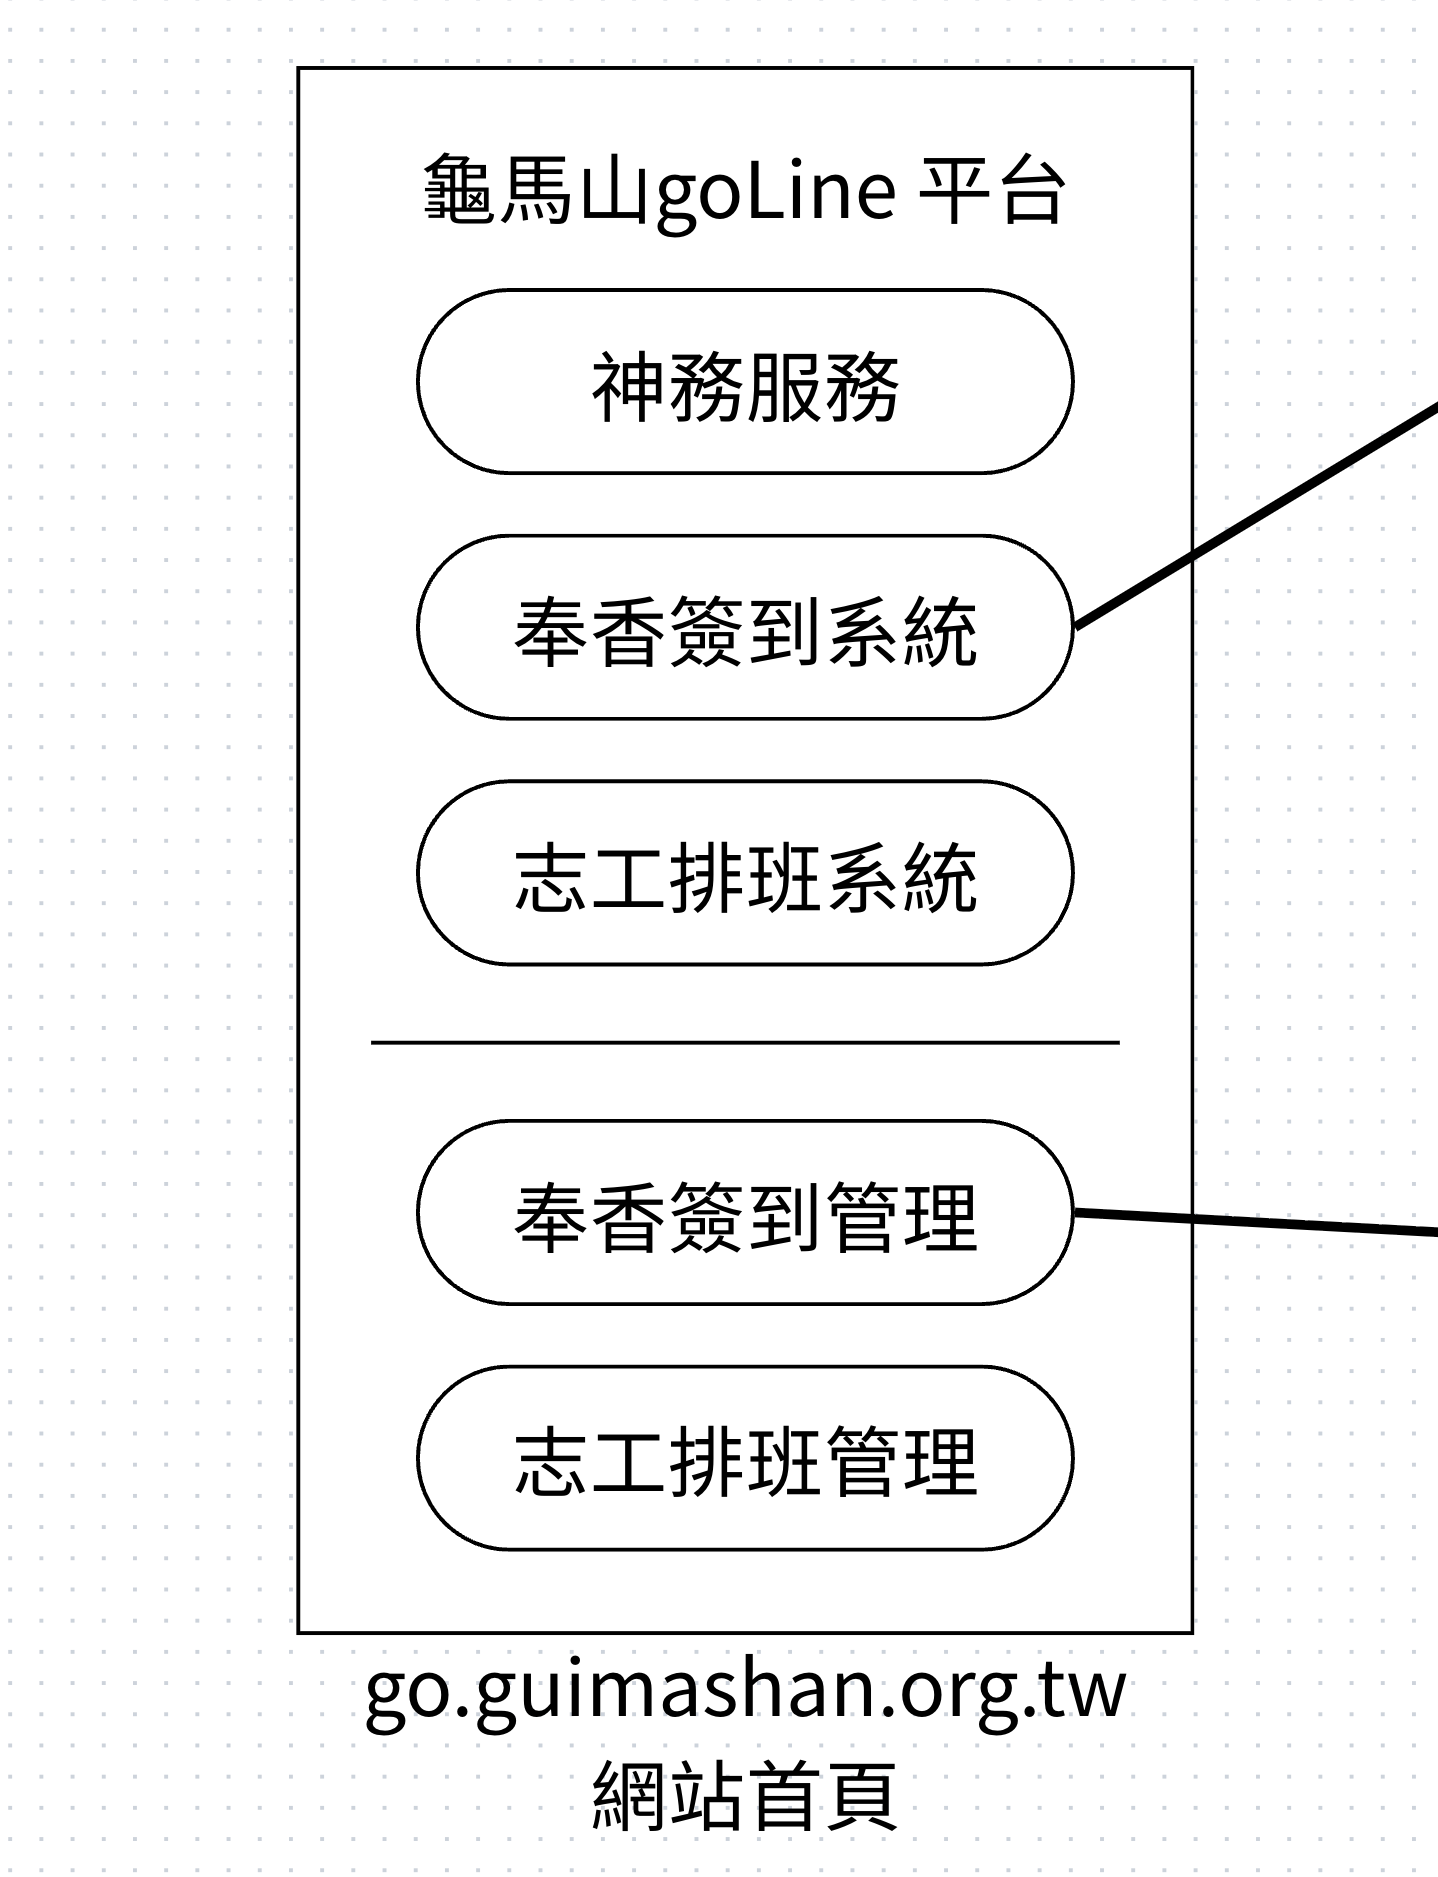 龜馬山goLine 平台
神務服務
奉香簽到系統
志工排班系統
奉香簽到管理
志工排班管理
go.guimashan.org.tw
網站首頁